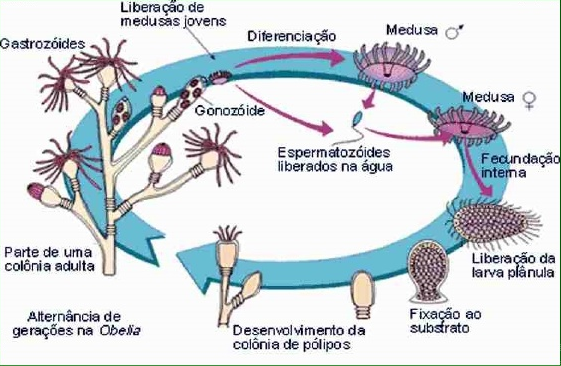 Liberação de
medusas jovens
Gastrozóides
Diferenciação
Medusa ♂
Gonozóide
Medusa ♀
Espermatozóides
liberados na água
Fecundação
interna
Parte de uma
colônia adulta
Liberação da
larva plânula
Fixação ao
substrato
Desenvolvimento da
colônia de pólipos
Alternância de
gerações na Obelia